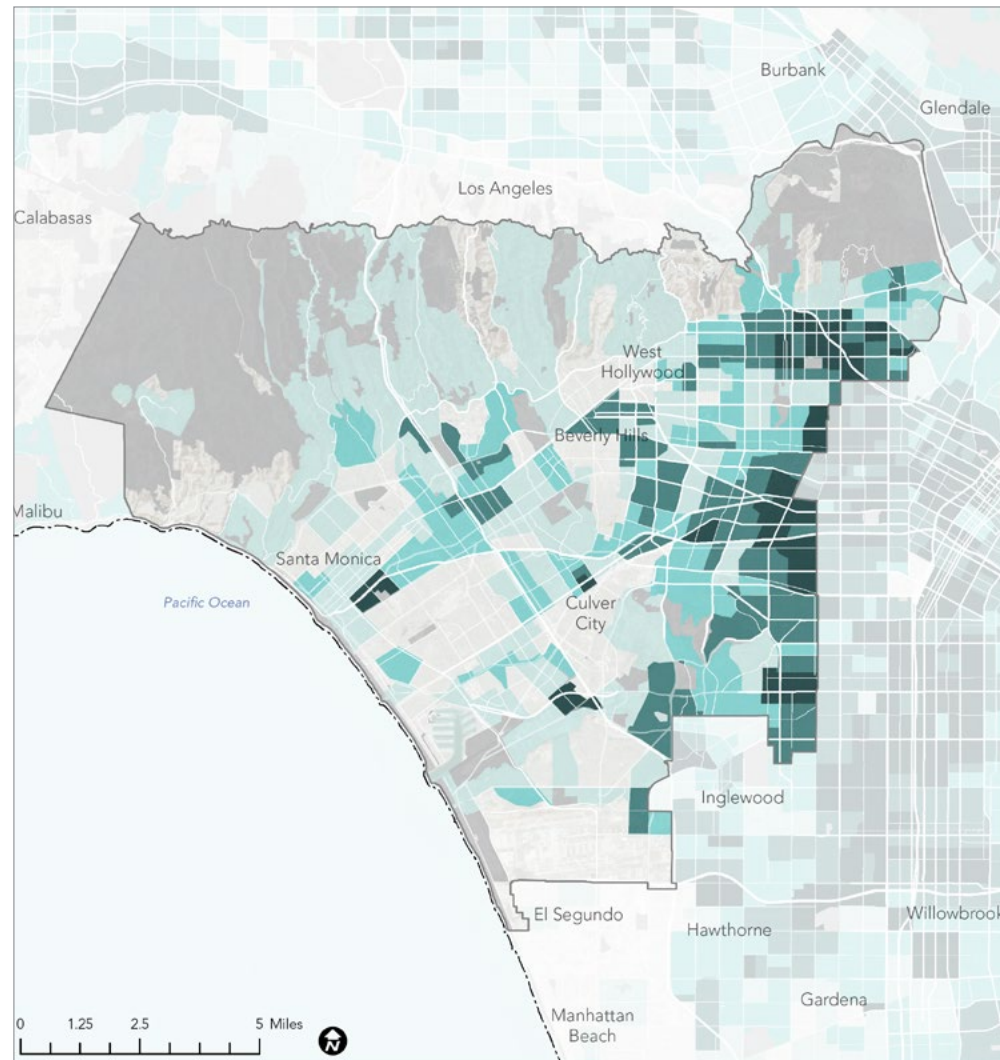 Burbank
Glendale
Los Angeles
Calabasas
West
Hollywood
Beverly Hills
Malibu
Santa Monica
Pacific Ocean
Culver
City
Inglewood
El Segundo
Willowbrook
Hawthorne
Gardena
Manhattan
Beach
0 1.25 2.5 5 Miles